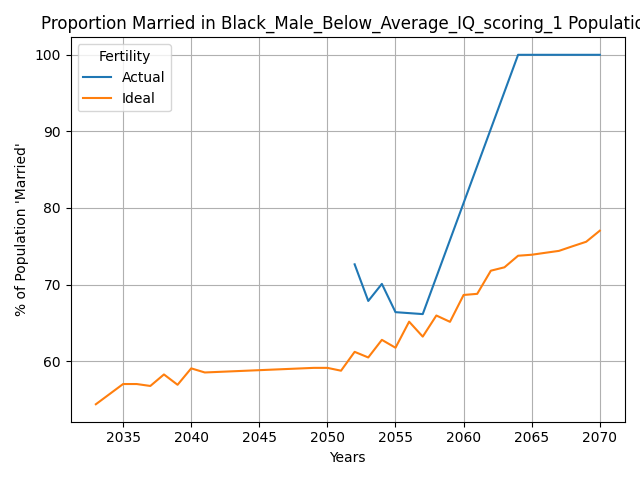 Proportion Married in Black_Male_Below_Average_IQ_scoring_1 Populatio
Fertility
Actual
Ideal
100
90
80
70
60
% of Population 'Married'
2035 2040 2045 2050 2055 2060 2065 2070
Years